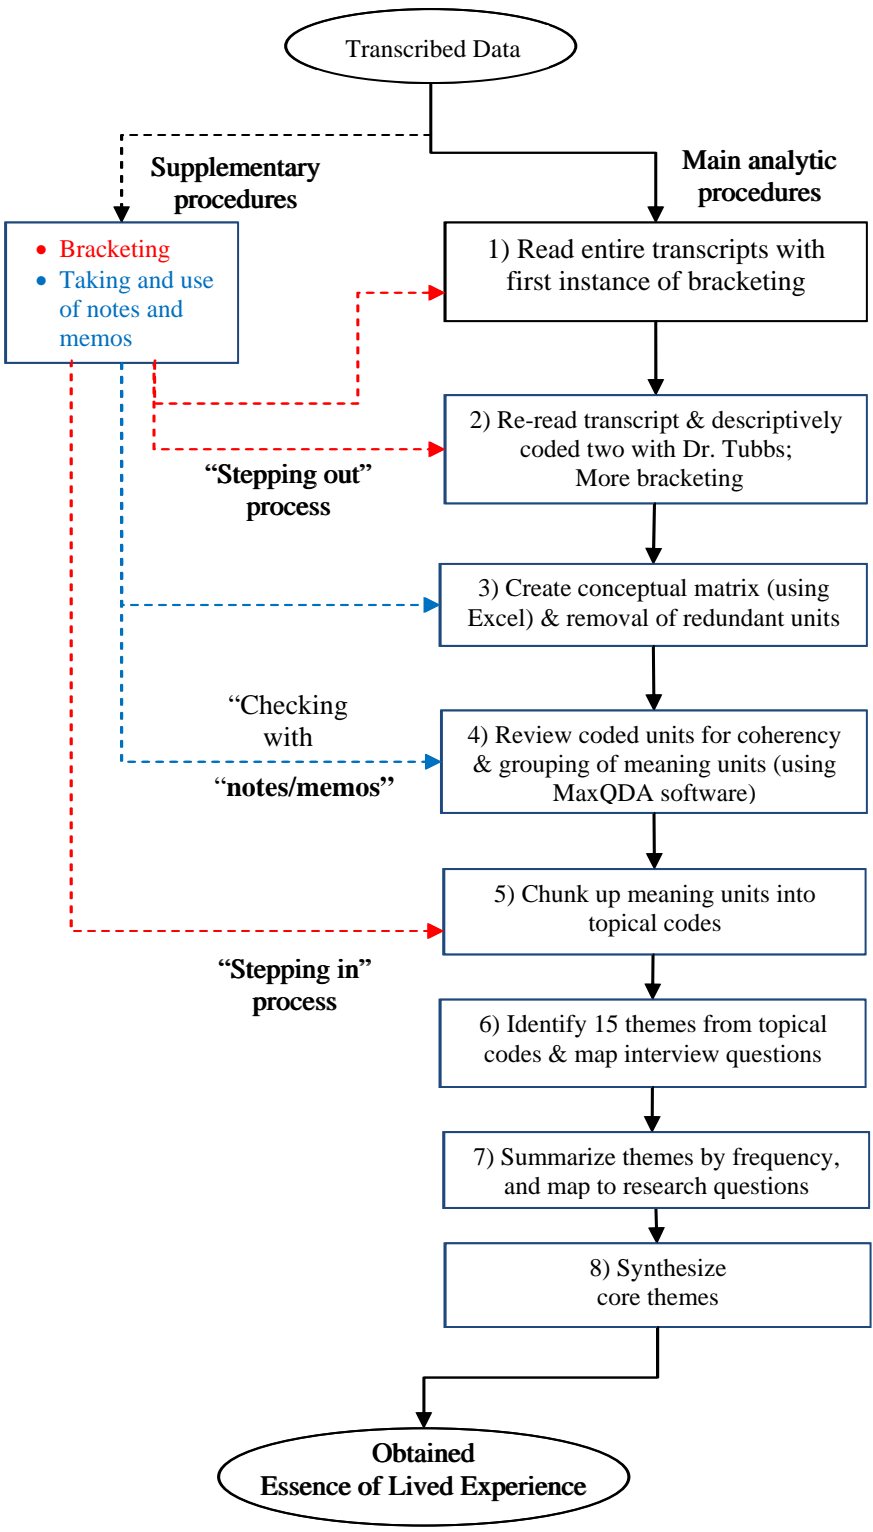 Transcribed Data
Supplementary
procedures
Main analytic
procedures
• Bracketing
• Taking and use
of notes and
memos
1) Read entire transcripts with
first instance of bracketing
2) Re-read transcript & descriptively
coded two with Dr. Tubbs;
More bracketing
“Stepping out”
process
3) Create conceptual matrix (using
Excel) & removal of redundant units
“Checking
with
“notes/memos”
4) Review coded units for coherency
& grouping of meaning units (using
MaxQDA software)
5) Chunk up meaning units into
topical codes
“Stepping in”
process
6) Identify 15 themes from topical
codes & map interview questions
7) Summarize themes by frequency,
and map to research questions
8) Synthesize
core themes
Obtained
Essence of Lived Experience